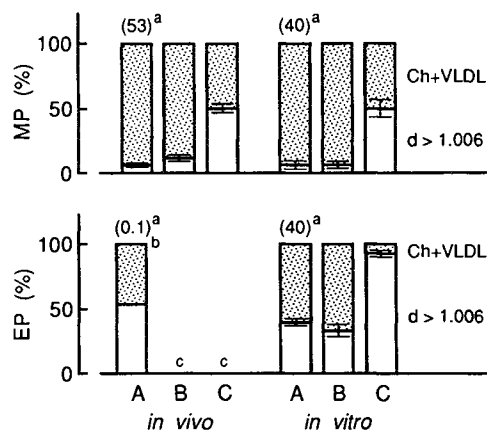 (53)a (40)a
100
Ch+VLDL
MP (%)
50
d > 1.006
0
(0.1)a b (40)a
100
Ch+VLDL
EP (%)
50
d > 1.006
c c
0
A B C A B C
in vivo in vitro